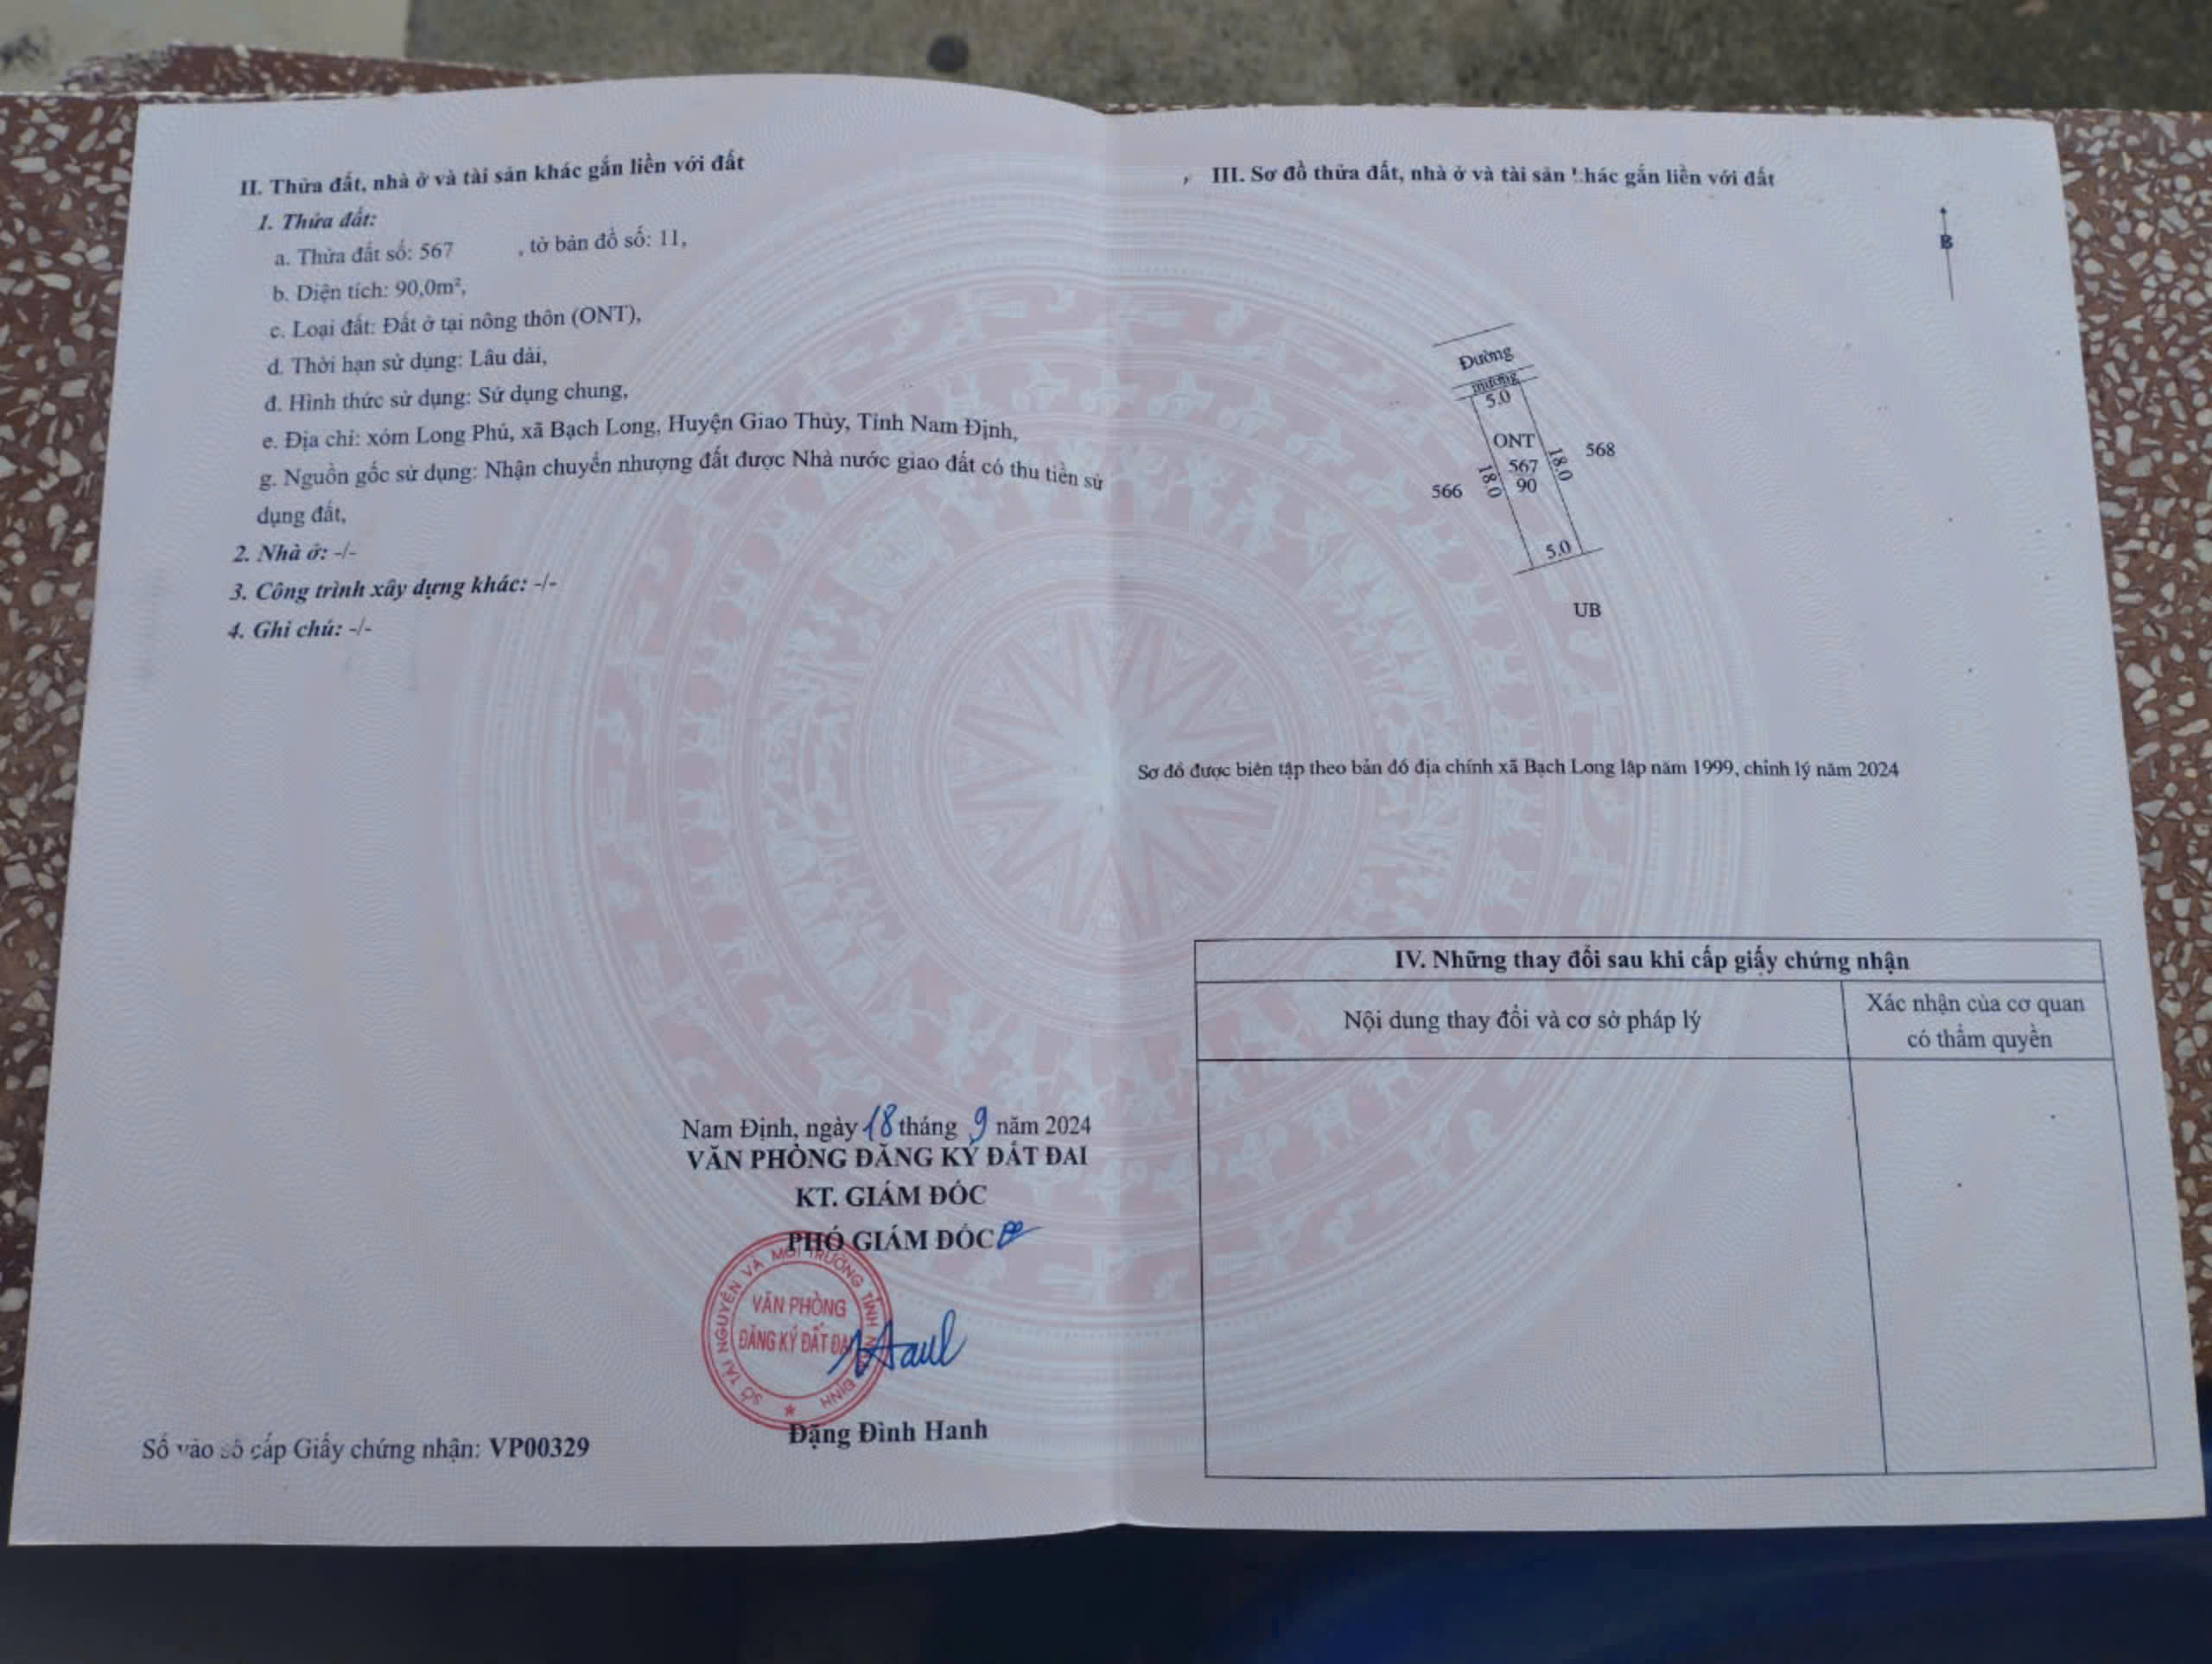 II. Thửa đất, nhà ở và tài sản khác gắn liền với đất
1. Thửa đất:
a. Thửa đất số: 567 , tờ bản đồ số: 11,
b. Diện tích: 90,0m²,
c. Loại đất: Đất ở tại nông thôn (ONT),
d. Thời hạn sử dụng: Lâu dài,
đ. Hình thức sử dụng: Sử dụng chung,
e. Địa chỉ: xóm Long Phú, xã Bạch Long, Huyện Giao Thủy, Tỉnh Nam Định,
g. Nguồn gốc sử dụng: Nhận chuyển nhượng đất được Nhà nước giao đất có thu tiền sử
dụng đất,
2. Nhà ở: -/-
3. Công trình xây dựng khác: -/-
4. Ghi chú: -/-
Nam Định, ngày 18 tháng 9 năm 2024
VĂN PHÒNG ĐĂNG KÝ ĐẤT ĐAI
KT. GIÁM ĐỐC
PHÓ GIÁM ĐỐC
SỞ TÀI NGUYÊN VÀ MÔI TRƯỜNG TỈNH NAM ĐỊNH
VĂN PHÒNG
ĐĂNG KÝ ĐẤT ĐAI
Đặng Đình Hanh
Số vào sổ cấp Giấy chứng nhận: VP00329
III. Sơ đồ thửa đất, nhà ở và tài sản khác gắn liền với đất
B
Đường
mương
5.0
ONT
567
90
18.0
18.0
566
568
5.0
UB
Sơ đồ được biên tập theo bản đồ địa chính xã Bạch Long lập năm 1999, chỉnh lý năm 2024
IV. Những thay đổi sau khi cấp giấy chứng nhận
Nội dung thay đổi và cơ sở pháp lý
Xác nhận của cơ quan
có thẩm quyền